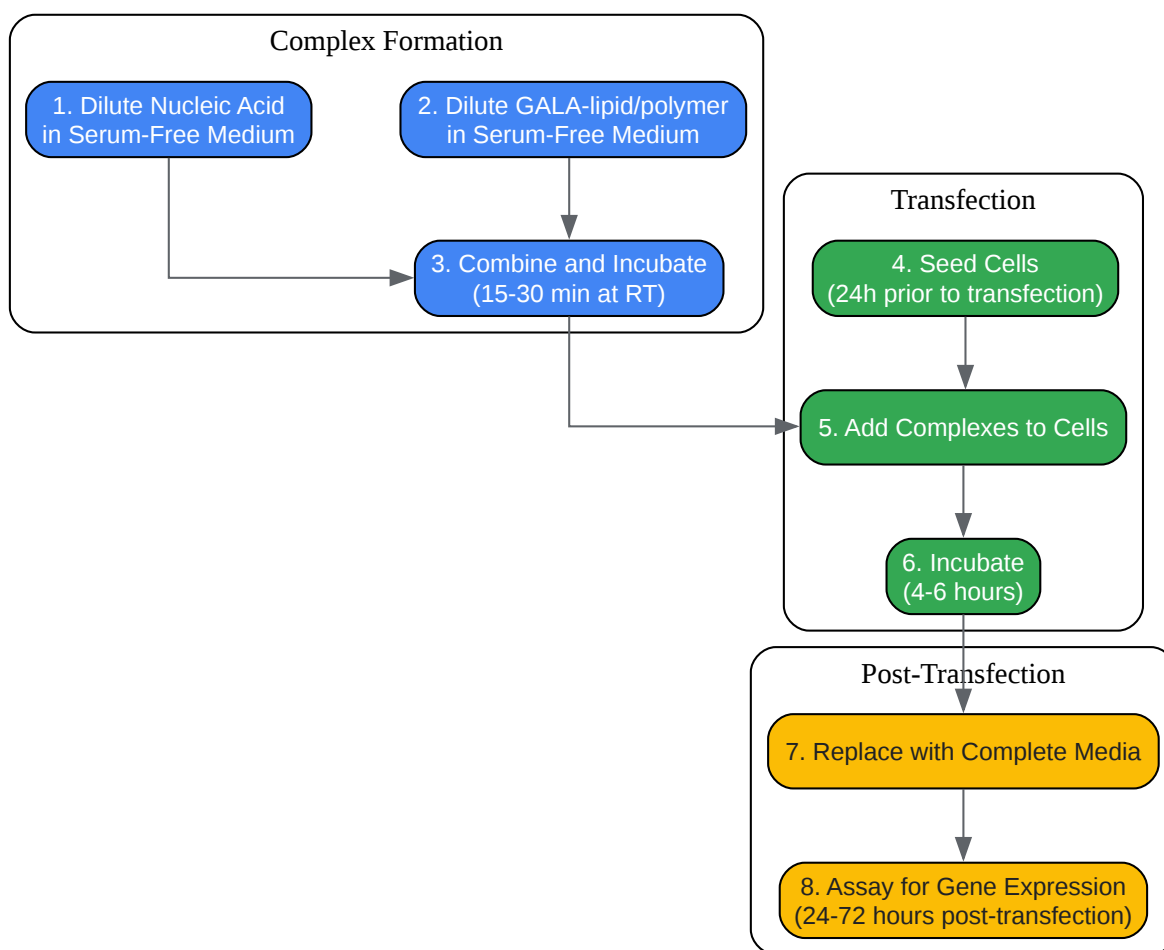 Complex Formation
1. Dilute Nucleic Acid
in Serum-Free Medium
2. Dilute GALA-lipid/polymer
in Serum-Free Medium
3. Combine and Incubate
(15-30 min at RT)
Transfection
4. Seed Cells
(24h prior to transfection)
5. Add Complexes to Cells
6. Incubate
(4-6 hours)
Post-Transfection
7. Replace with Complete Media
8. Assay for Gene Expression
(24-72 hours post-transfection)